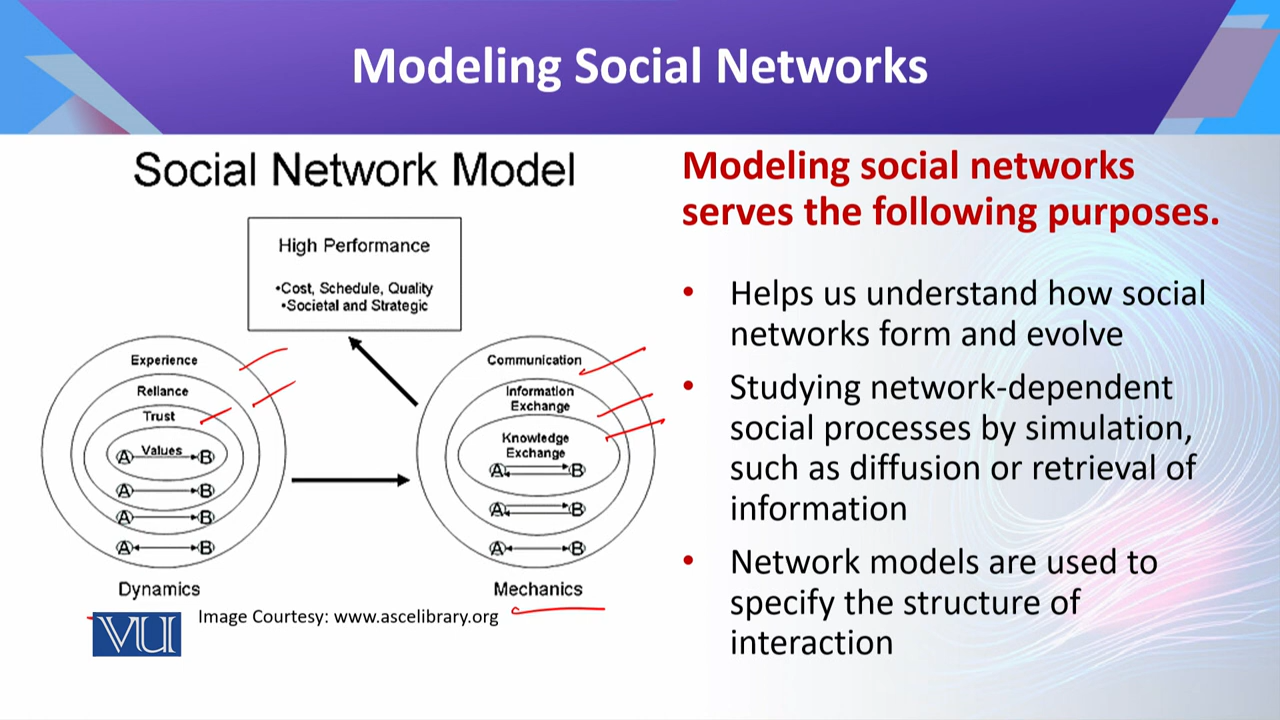 Modeling Social Networks
Social Network Model
High Performance
•Cost, Schedule, Quality
•Societal and Strategic
Experience
Reliance
Trust
Values
A B
A B
A B
A B
Dynamics
Communication
Information
Exchange
Knowledge
Exchange
A B
A B
A B
Mechanics
Image Courtesy: www.ascelibrary.org
VU
Modeling social networks
serves the following purposes.
• Helps us understand how social
networks form and evolve
• Studying network-dependent
social processes by simulation,
such as diffusion or retrieval of
information
• Network models are used to
specify the structure of
interaction